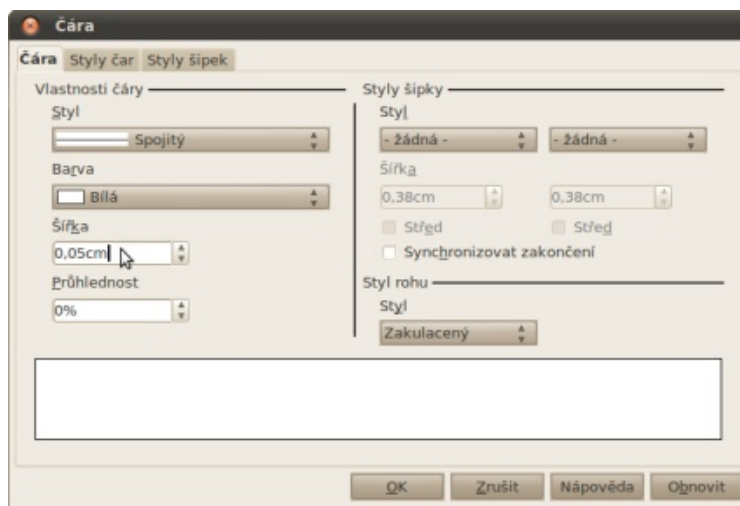 Čára
Čára Styly čar Styly šipek
Vlastnosti čáry
Styl
Spojitý
Barva
Bílá
Šířka
0,05cm
Průhlednost
0%
Styly šipky
Styl
- žádná - - žádná -
Šířka
0,38cm 0,38cm
Střed Střed
Synchronizovat zakončení
Styl rohu
Styl
Zakulacený
OK Zrušit Nápověda Obnovit